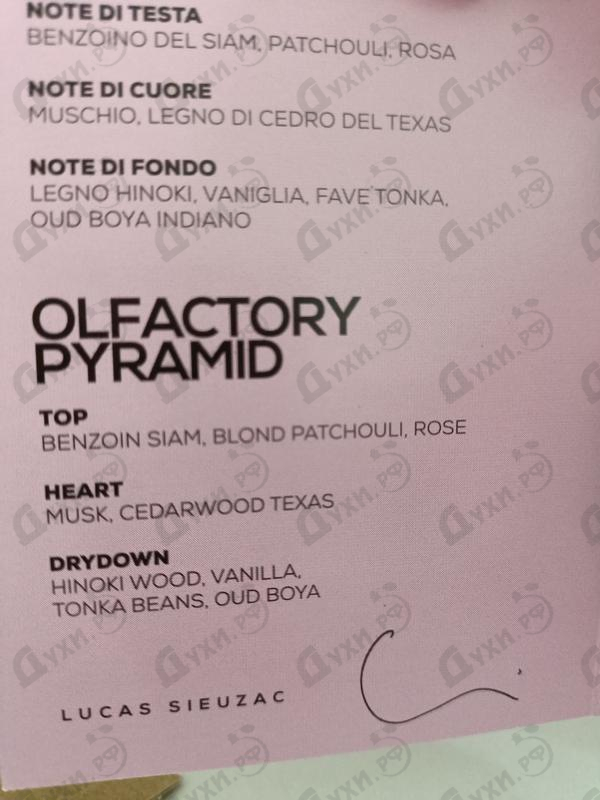 NOTE DI TESTA
BENZOINO DEL SIAM, PATCHOULI, ROSA
NOTE DI CUORE
MUSCHIO, LEGNO DI CEDRO DEL TEXAS
NOTE DI FONDO
LEGNO HINOKI, VANIGLIA, FAVE TONKA,
OUD BOYA INDIANO
OLFACTORY
PYRAMID
TOP
BENZOIN SIAM, BLOND PATCHOULI, ROSE
HEART
MUSK, CEDARWOOD TEXAS
DRYDOWN
HINOKI WOOD, VANILLA,
TONKA BEANS, OUD BOYA
LUCAS SIEUZAC
Духи.рф